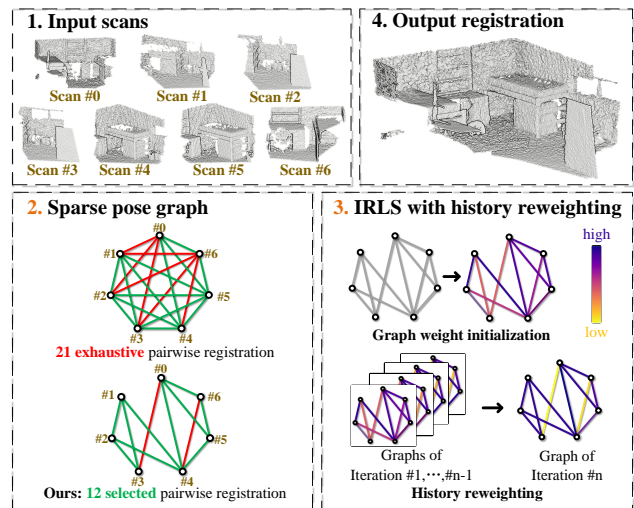 1. Input scans
Scan #0
Scan #1
Scan #2
Scan #3
Scan #4
Scan #5
Scan #6
4. Output registration
2. Sparse pose graph
#0
#1
#6
#2
#5
#3
#4
21 exhaustive pairwise registration
#0
#1
#6
#2
#5
#3
#4
Ours: 12 selected pairwise registration
3. IRLS with history reweighting
high
low
Graph weight initialization
Graphs of
Iteration #1,⋯,#n-1
Graph of
Iteration #n
History reweighting